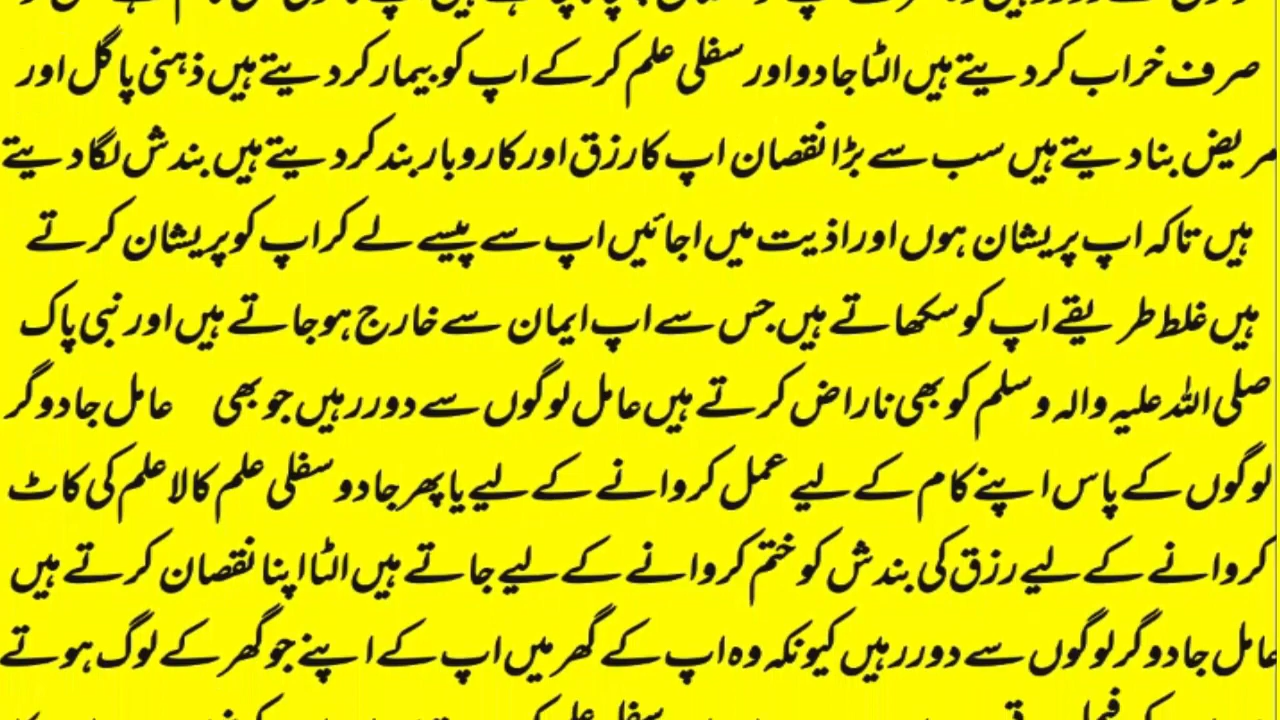 صرف خراب کر دیتے ہیں الٹا جادو اور سفلی علم کر کے اپ کو بیمار کر دیتے ہیں ذہنی پاگل اور
مریض بنا دیتے ہیں سب سے بڑا نقصان اپ کا رزق اور کاروبار بند کر دیتے ہیں بندش لگا دیتے
ہیں تاکہ اپ پریشان ہوں اور اذیت میں اجائیں اپ سے پیسے لے کر اپ کو پریشان کرتے
ہیں غلط طریقے اپ کو سکھاتے ہیں جس سے اپ ایمان سے خارج ہو جاتے ہیں اور نبی پاک
صلی اللہ علیہ والہ وسلم کو بھی ناراض کرتے ہیں عامل لوگوں سے دور رہیں جو بھی عامل جادوگر
لوگوں کے پاس اپنے کام کے لیے عمل کروانے کے لیے یا پھر جادو سفلی علم کالا علم کی کاٹ
کروانے کے لیے رزق کی بندش کو ختم کروانے کے لیے جاتے ہیں الٹا اپنا نقصان کرتے ہیں
عامل جادوگر لوگوں سے دور رہیں کیونکہ وہ اپ کے گھر میں اپ کے اپنے جو گھر کے لوگ ہوتے